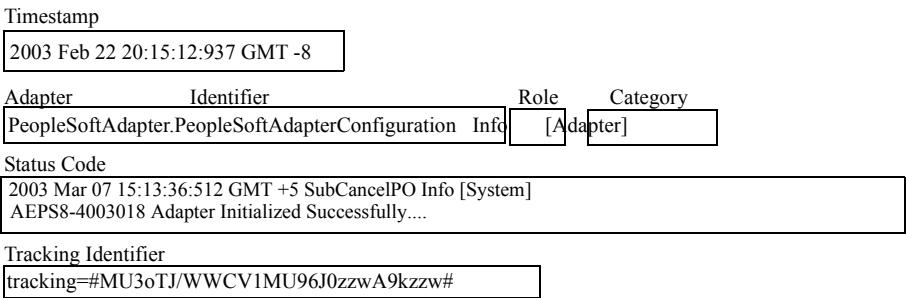 Timestamp
2003 Feb 22 20:15:12:937 GMT -8
Adapter Identifier Role Category
PeopleSoftAdapter.PeopleSoftAdapterConfiguration Info [Adapter]
Status Code
2003 Mar 07 15:13:36:512 GMT +5 SubCancelPO Info [System]
AEPS8-4003018 Adapter Initialized Successfully....
Tracking Identifier
tracking=#MU3oTJ/WWCV1MU96J0zzwA9kzzw#